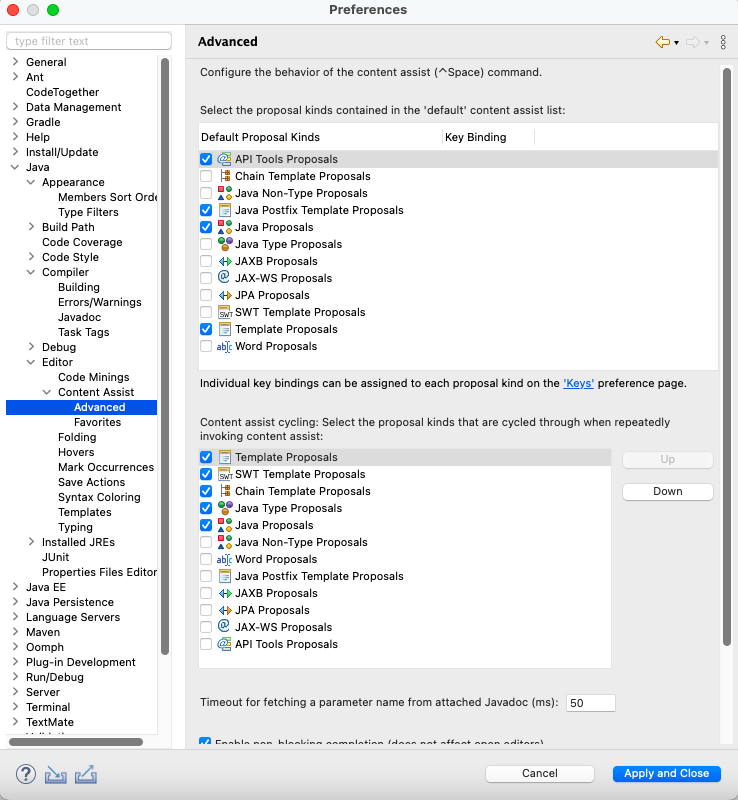 Preferences
type filter text
General
Ant
CodeTogether
Data Management
Gradle
Help
Install/Update
Java
Appearance
Members Sort Orde
Type Filters
Build Path
Code Coverage
Code Style
Compiler
Building
Errors/Warnings
Javadoc
Task Tags
Debug
Editor
Code Minings
Content Assist
Advanced
Favorites
Folding
Hovers
Mark Occurrences
Save Actions
Syntax Coloring
Templates
Typing
Installed JREs
JUnit
Properties Files Editor
Java EE
Java Persistence
Language Servers
Maven
Oomph
Plug-in Development
Run/Debug
Server
Terminal
TextMate
Advanced
Configure the behavior of the content assist (^Space) command.
Select the proposal kinds contained in the 'default' content assist list:
Default Proposal Kinds Key Binding
API Tools Proposals
Chain Template Proposals
Java Non-Type Proposals
Java Postfix Template Proposals
Java Proposals
Java Type Proposals
JAXB Proposals
JAX-WS Proposals
JPA Proposals
SWT Template Proposals
Template Proposals
Word Proposals
Individual key bindings can be assigned to each proposal kind on the 'Keys' preference page.
Content assist cycling: Select the proposal kinds that are cycled through when repeatedly
invoking content assist:
Template Proposals
SWT Template Proposals
Chain Template Proposals
Java Type Proposals
Java Proposals
Java Non-Type Proposals
Word Proposals
Java Postfix Template Proposals
JAXB Proposals
JPA Proposals
JAX-WS Proposals
API Tools Proposals
Up
Down
Timeout for fetching a parameter name from attached Javadoc (ms): 50
Enable non-blocking completion (does not affect open editors)
Cancel
Apply and Close